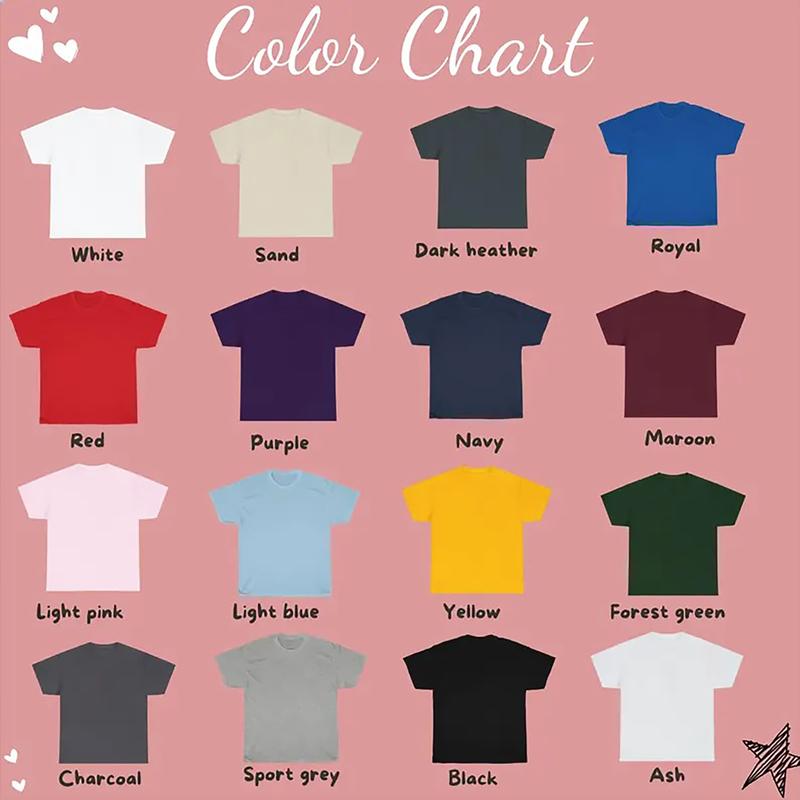 Color Chart
White
Sand
Dark heather
Royal
Red
Purple
Navy
Maroon
Light pink
Light blue
Yellow
Forest green
Charcoal
Sport grey
Black
Ash